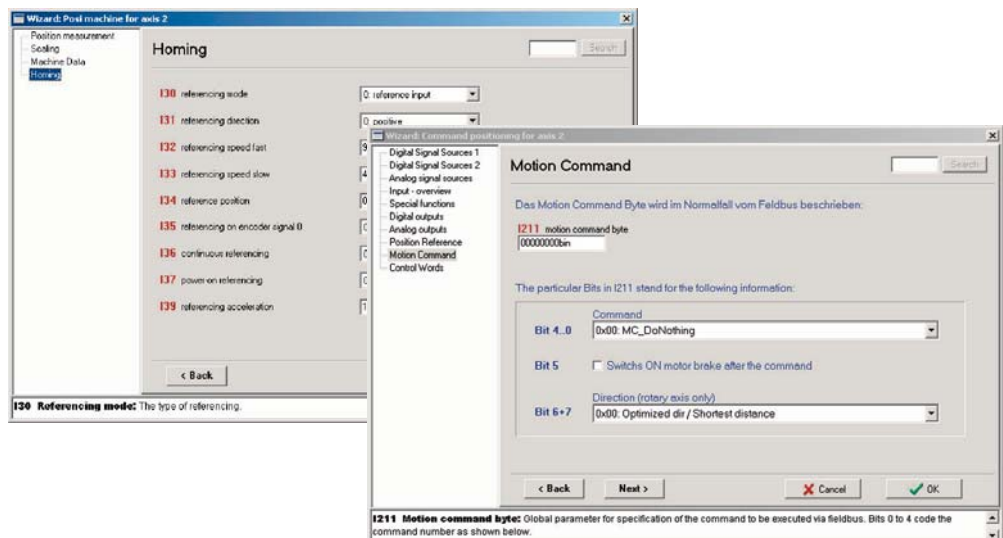 Wizard: Posi machine for axis 2
Position measurement
Scaling
Machine Data
Homing
Homing
Search
I30 referencing mode
0: reference input
I31 referencing direction
0: positive
I32 referencing speed fast
9
I33 referencing speed slow
4
I34 reference position
0
I35 referencing on encoder signal 0
I36 continuous referencing
I37 power-on referencing
I39 referencing acceleration
1
< Back
I30 Referencing mode: The type of referencing.
Wizard: Command positioning for axis 2
Digital Signal Sources 1
Digital Signal Sources 2
Analog signal sources
Input - overview
Special functions
Digital outputs
Analog outputs
Position Reference
Motion Command
Control Words
Motion Command
Search
Das Motion Command Byte wird im Normalfall vom Feldbus beschrieben:
I211 motion command byte
00000000bin
The particular Bits in I211 stand for the following information:
Command
Bit 4..0 0x00: MC_DoNothing
Bit 5 Switchs ON motor brake after the command
Direction (rotary axis only)
Bit 6+7 0x00: Optimized dir / Shortest distance
< Back Next > Cancel OK
I211 Motion command byte: Global parameter for specification of the command to be executed via fieldbus. Bits 0 to 4 code the
command number as shown below.